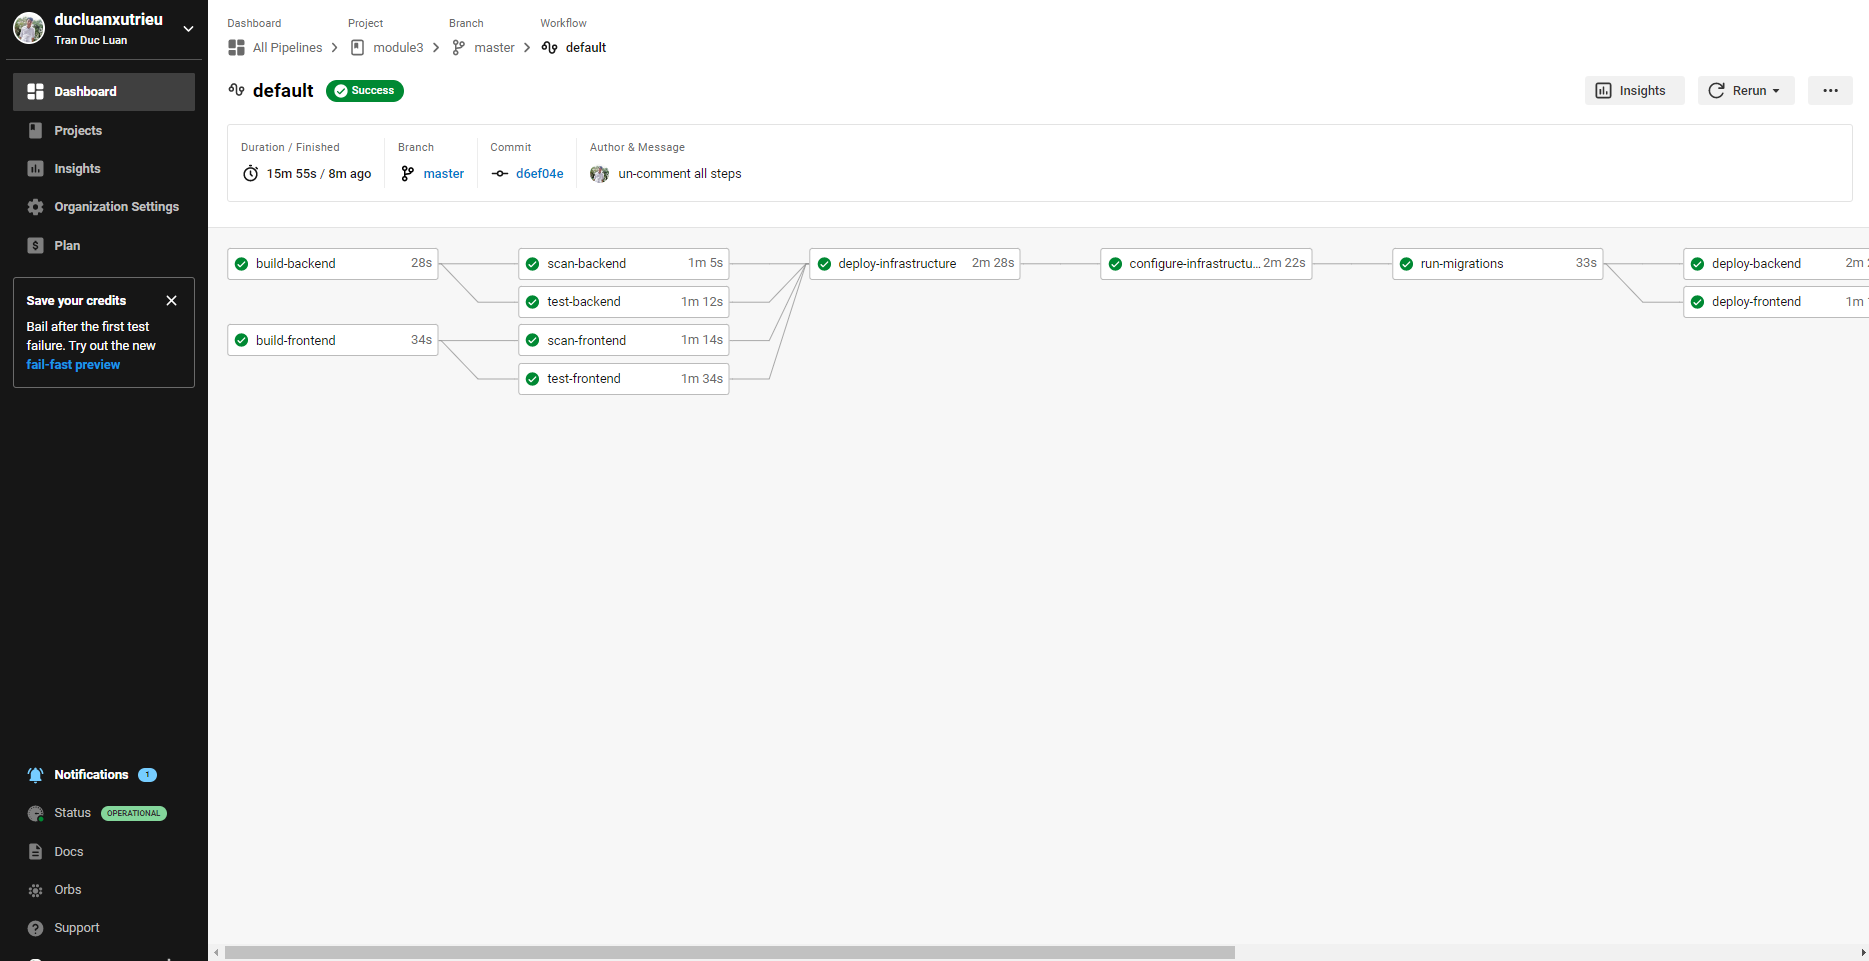 ducluanxutrieu
Tran Duc Luan
Dashboard
Projects
Insights
Organization Settings
Plan
Save your credits
Bail after the first test
failure. Try out the new
fail-fast preview
Notifications 1
Status OPERATIONAL
Docs
Orbs
Support
Dashboard Project Branch Workflow
All Pipelines module3 master default
default Success
Insights Rerun
Duration / Finished Branch Commit Author & Message
15m 55s / 8m ago master d6ef04e un-comment all steps
build-backend 28s scan-backend 1m 5s deploy-infrastructure 2m 28s configure-infrastructu... 2m 22s run-migrations 33s deploy-backend 2m
test-backend 1m 12s deploy-frontend 1m
build-frontend 34s scan-frontend 1m 14s
test-frontend 1m 34s